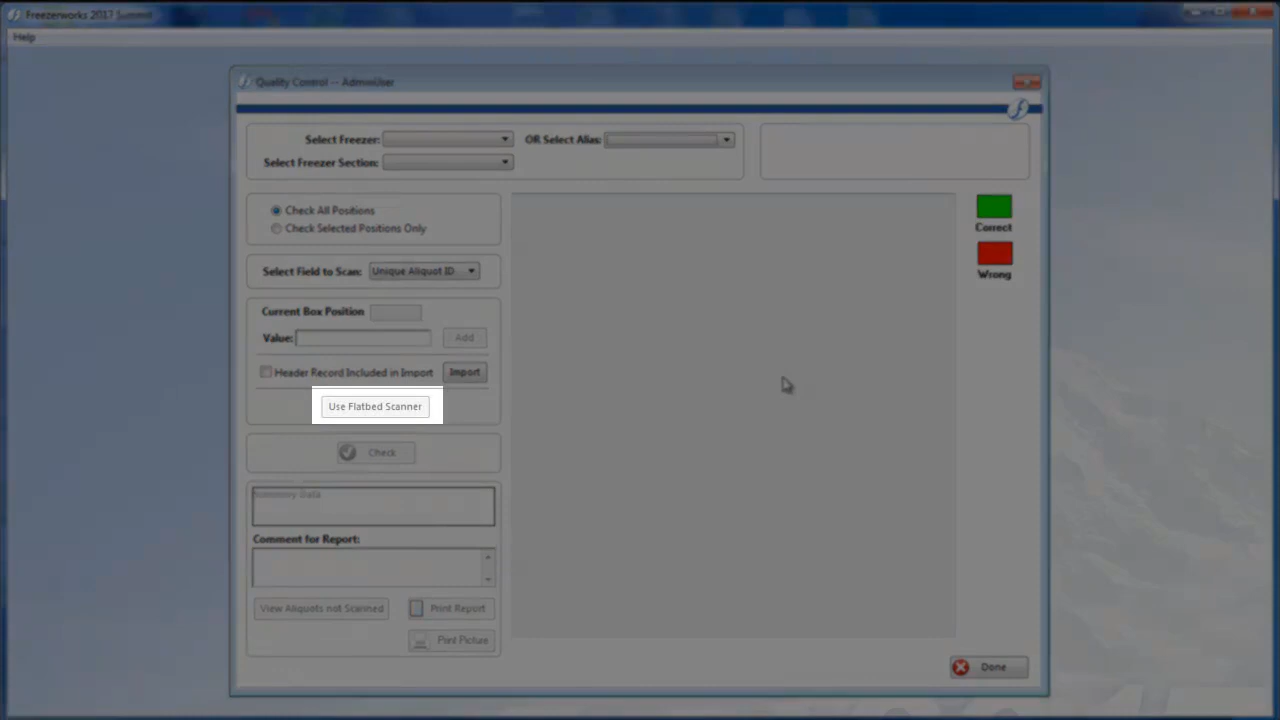 Freezerworks 2017 Summit
Help
Quality Control -- AdminUser
Select Freezer:
OR Select Alias:
Select Freezer Section:
Check All Positions
Check Selected Positions Only
Correct
Wrong
Select Field to Scan: Unique Aliquot ID
Current Box Position
Value:
Add
Header Record Included in Import
Import
Use Flatbed Scanner
Check
Summary Data
Comment for Report:
View Aliquots not Scanned
Print Report
Print Picture
Done